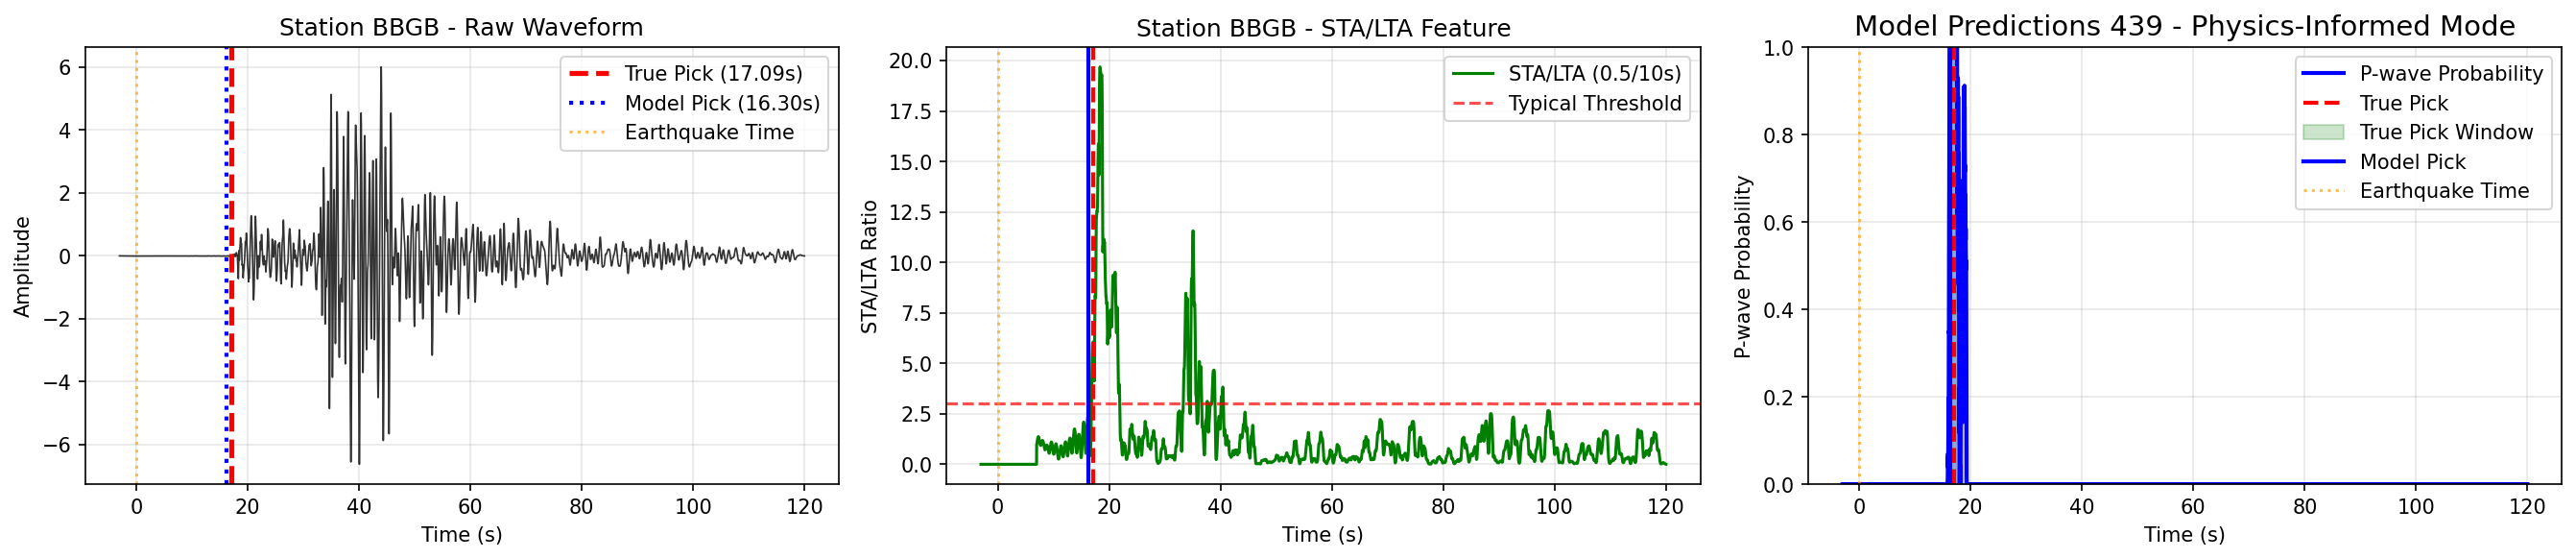 Station BBGB - Raw Waveform
Amplitude
6
4
2
0
−2
−4
−6
True Pick (17.09s)
Model Pick (16.30s)
Earthquake Time
0
20
40
60
80
100
120
Time (s)
Station BBGB - STA/LTA Feature
STA/LTA Ratio
20.0
17.5
15.0
12.5
10.0
7.5
5.0
2.5
0.0
STA/LTA (0.5/10s)
Typical Threshold
0
20
40
60
80
100
120
Time (s)
Model Predictions 439 - Physics-Informed Mode
P-wave Probability
1.0
0.8
0.6
0.4
0.2
0.0
P-wave Probability
True Pick
True Pick Window
Model Pick
Earthquake Time
0
20
40
60
80
100
120
Time (s)